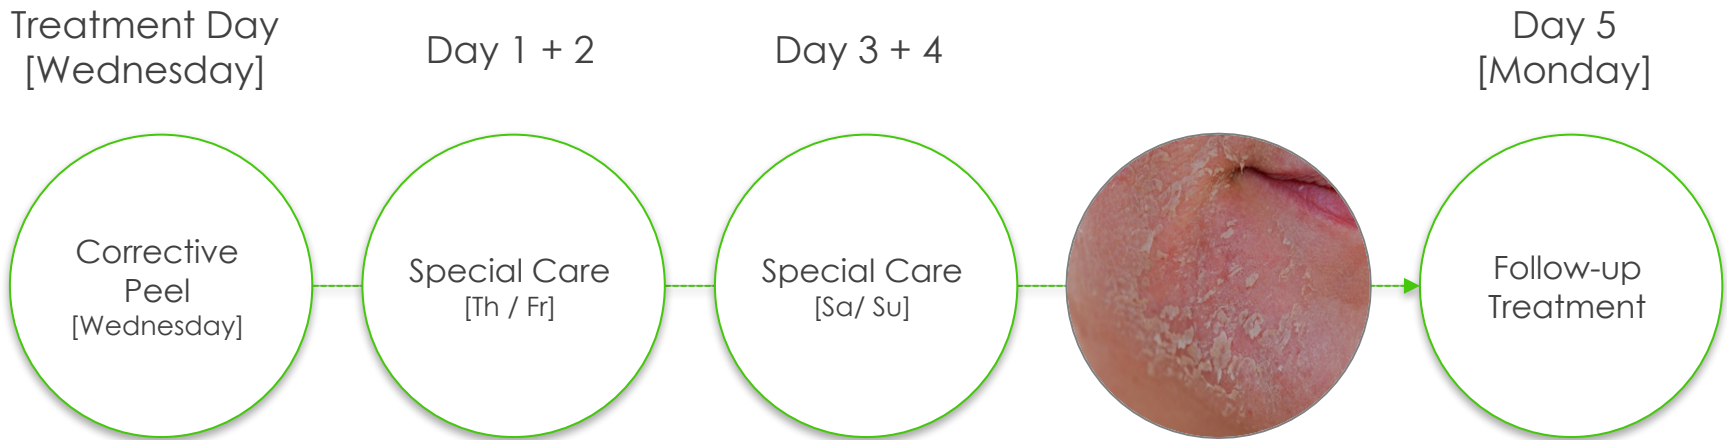 Treatment Day
[Wednesday]
Day 1 + 2
Day 3 + 4
Day 5
[Monday]
Corrective
Peel
[Wednesday]
Special Care
[Th / Fr]
Special Care
[Sa/ Su]
Follow-up
Treatment